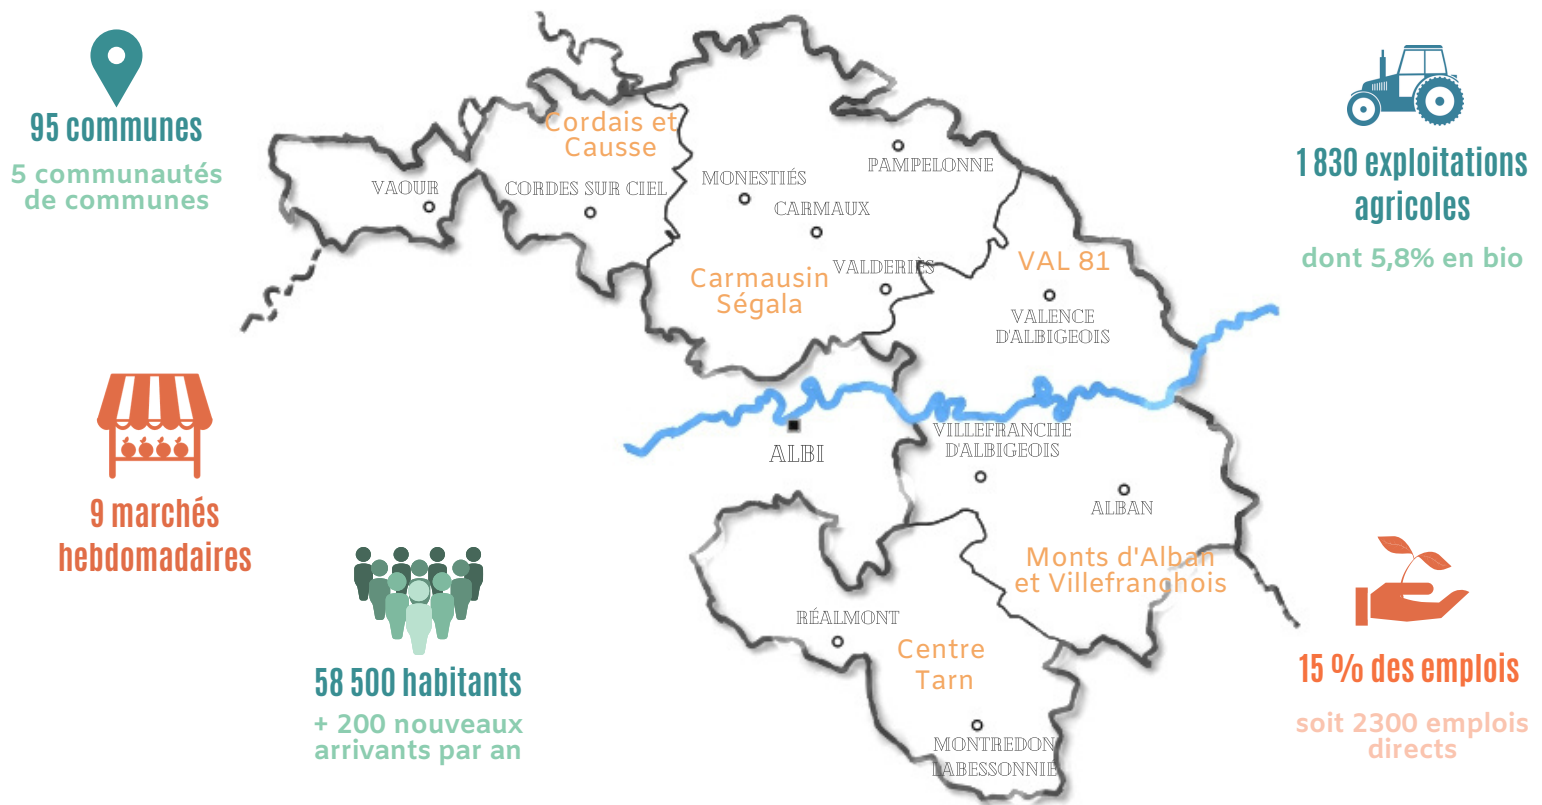 95 communes
5 communautés
de communes
9 marchés
hebdomadaires
58 500 habitants
+ 200 nouveaux
arrivants par an
Cordais et
Causse
VAOUR
CORDES SUR CIEL
MONESTIÉS
CARMAUX
PAMPELONNE
VALDERIÈS
Carmausin
Ségala
VAL 81
VALENCE
D'ALBIGEOIS
ALBI
VILLEFRANCHE
D'ALBIGEOIS
ALBAN
Monts d'Alban
et Villefranchois
RÉALMONT
Centre
Tarn
MONTREDON
LABESSONNIE
1 830 exploitations
agricoles
dont 5,8% en bio
15 % des emplois
soit 2300 emplois
directs